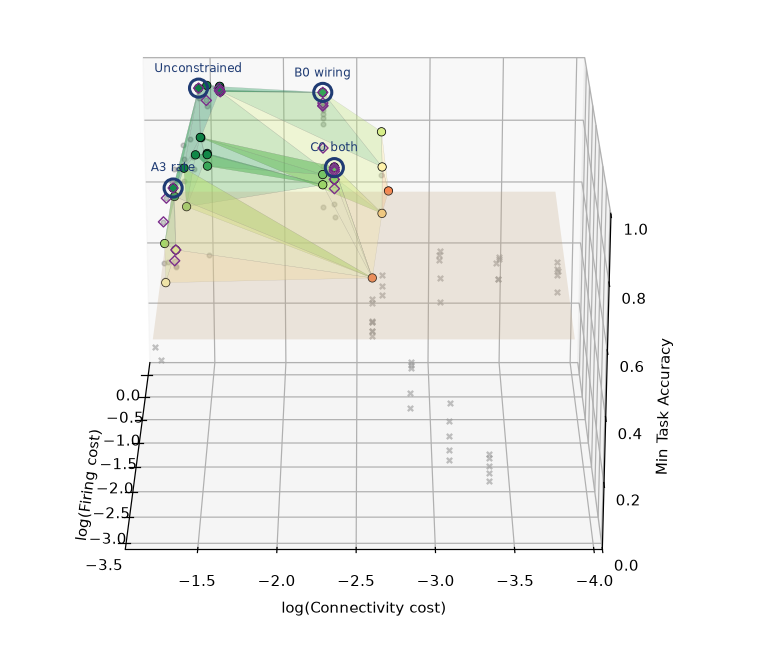 Unconstrained
B0 wiring
C0 both
A3 rate
1.0
0.8
0.6
0.4
0.2
0.0
Min Task Accuracy
0.0
−0.5
−1.0
−1.5
−2.0
−2.5
−3.0
−3.5
log(Firing cost)
−1.5
−2.0
−2.5
−3.0
−3.5
−4.0
log(Connectivity cost)